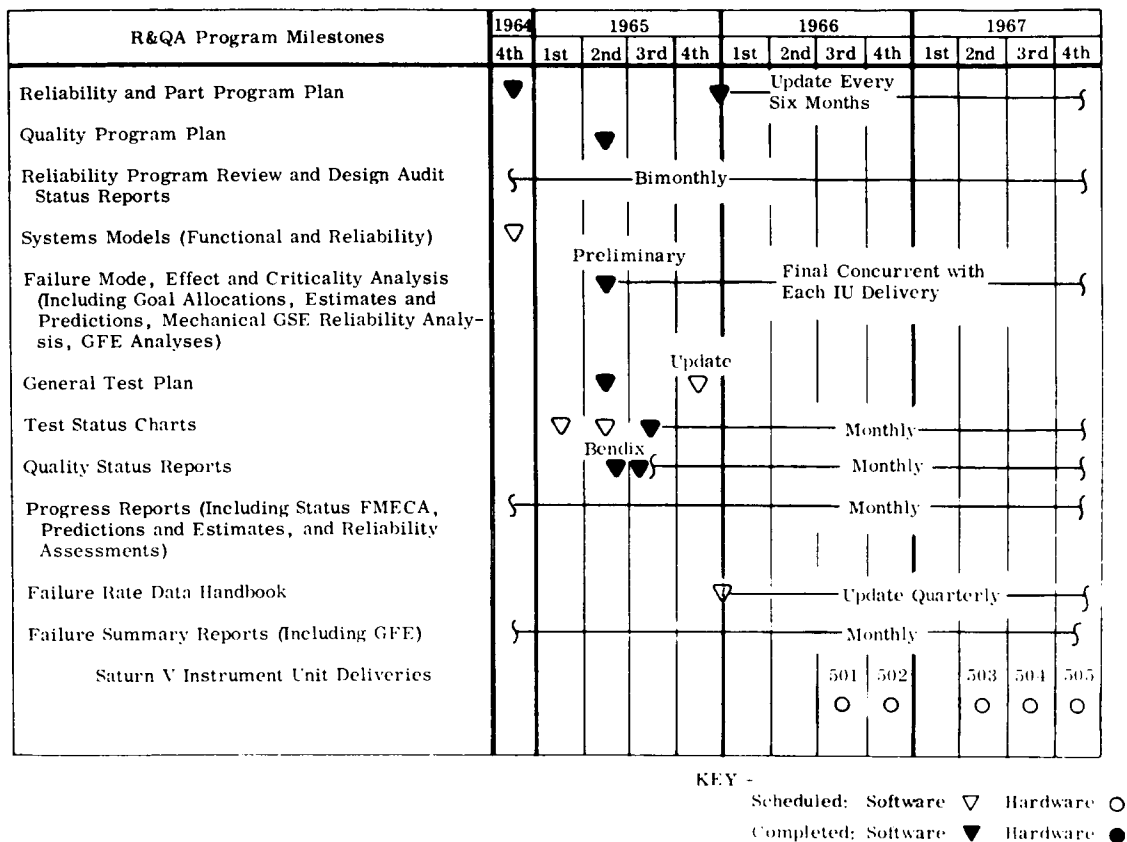 R&QA Program Milestones
1964 1965 1966 1967
4th 1st 2nd 3rd 4th 1st 2nd 3rd 4th 1st 2nd 3rd 4th
Reliability and Part Program Plan
Update Every
Six Months
Quality Program Plan
Reliability Program Review and Design Audit
Status Reports
Bimonthly
Systems Models (Functional and Reliability)
Preliminary
Failure Mode, Effect and Criticality Analysis
(Including Goal Allocations, Estimates and
Predictions, Mechanical GSE Reliability Analy-
sis, GFE Analyses)
Final Concurrent with
Each IU Delivery
Update
General Test Plan
Test Status Charts
Monthly
Bendix
Quality Status Reports
Monthly
Progress Reports (Including Status FMECA,
Predictions and Estimates, and Reliability
Assessments)
Monthly
Failure Rate Data Handbook
Update Quarterly
Failure Summary Reports (Including GFE)
Monthly
Saturn V Instrument Unit Deliveries
501 502 503 504 505
KEY -
Scheduled: Software Hardware
Completed: Software Hardware